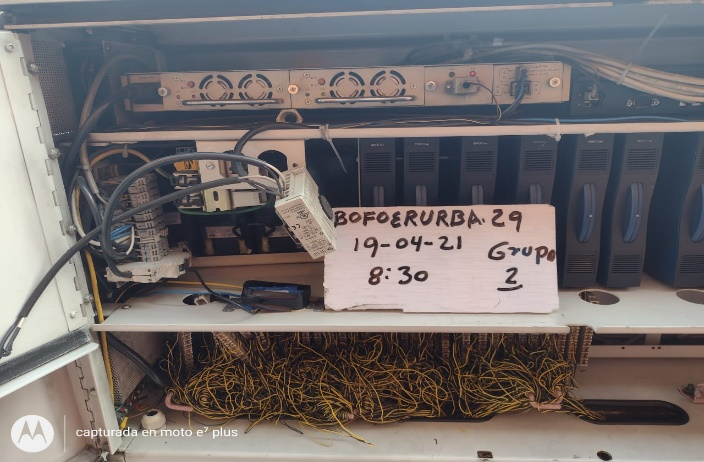 BOFOERURBA.29
19-04-21
8:30
Grupo
2
capturada en moto e⁷ plus